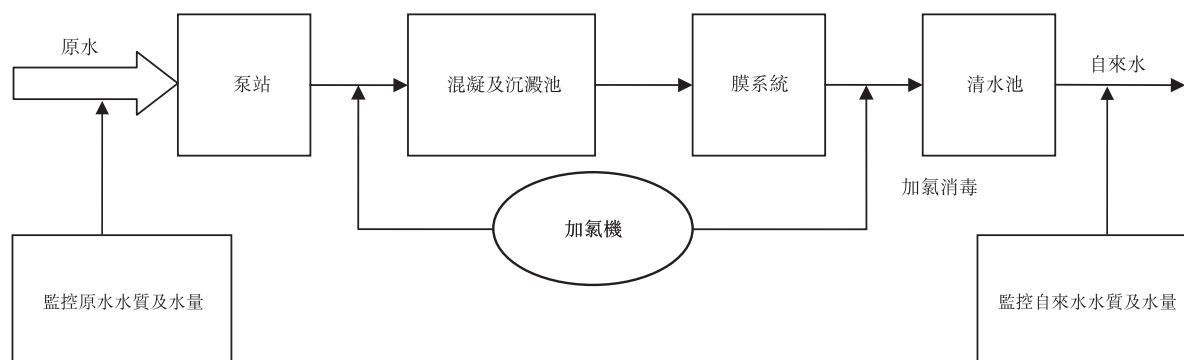 原水
泵站
混凝及沉澱池
膜系統
清水池
自來水
加氯消毒
加氯機
監控原水水質及水量
監控自來水水質及水量